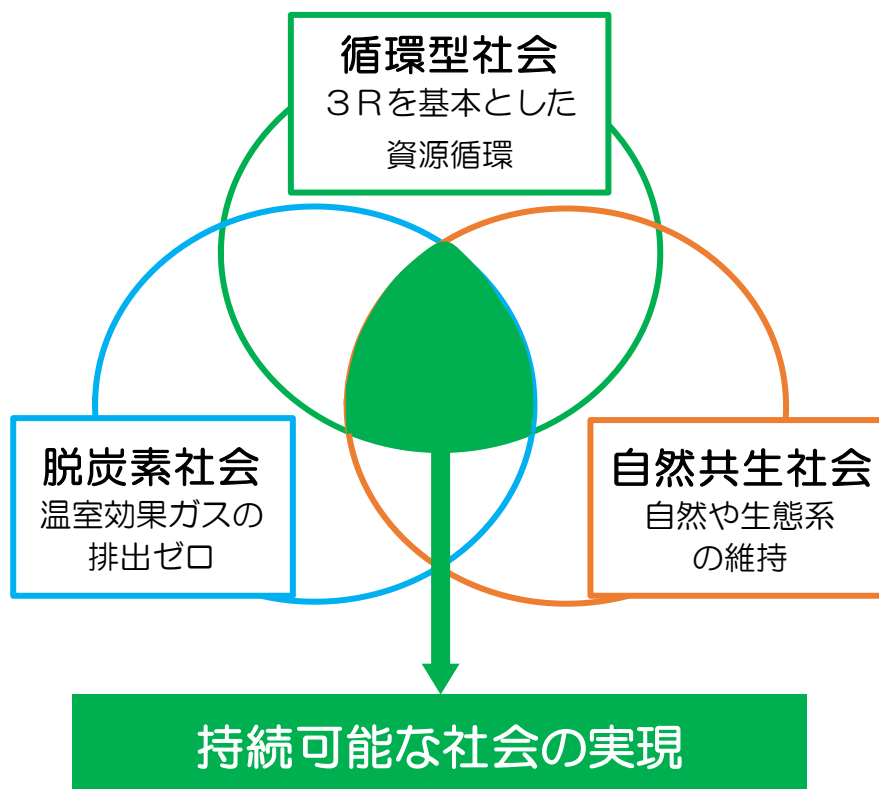 循環型社会
３Ｒを基本とした
資源循環
脱炭素社会
温室効果ガスの
排出ゼロ
自然共生社会
自然や生態系
の維持
持続可能な社会の実現